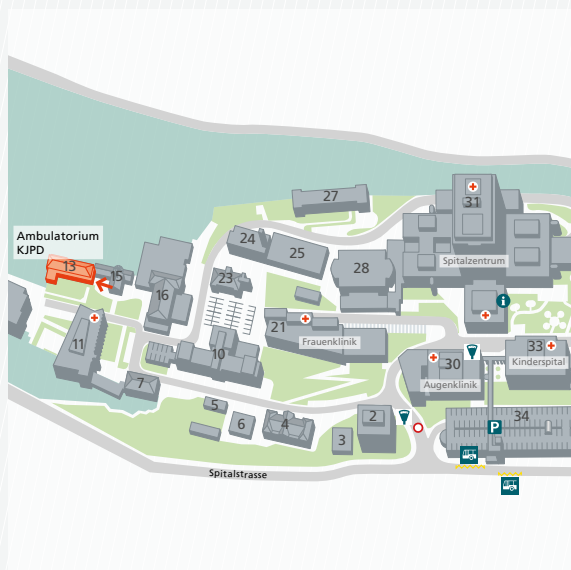 27
31
Ambulatorium
KJPD
24
25
Spitalzentrum
28
13
15
23
16
i
21
Frauenklinik
11
33
Kinderspital
10
30
Augenklinik
7
5
6
4
2
3
34
P
Spitalstrasse